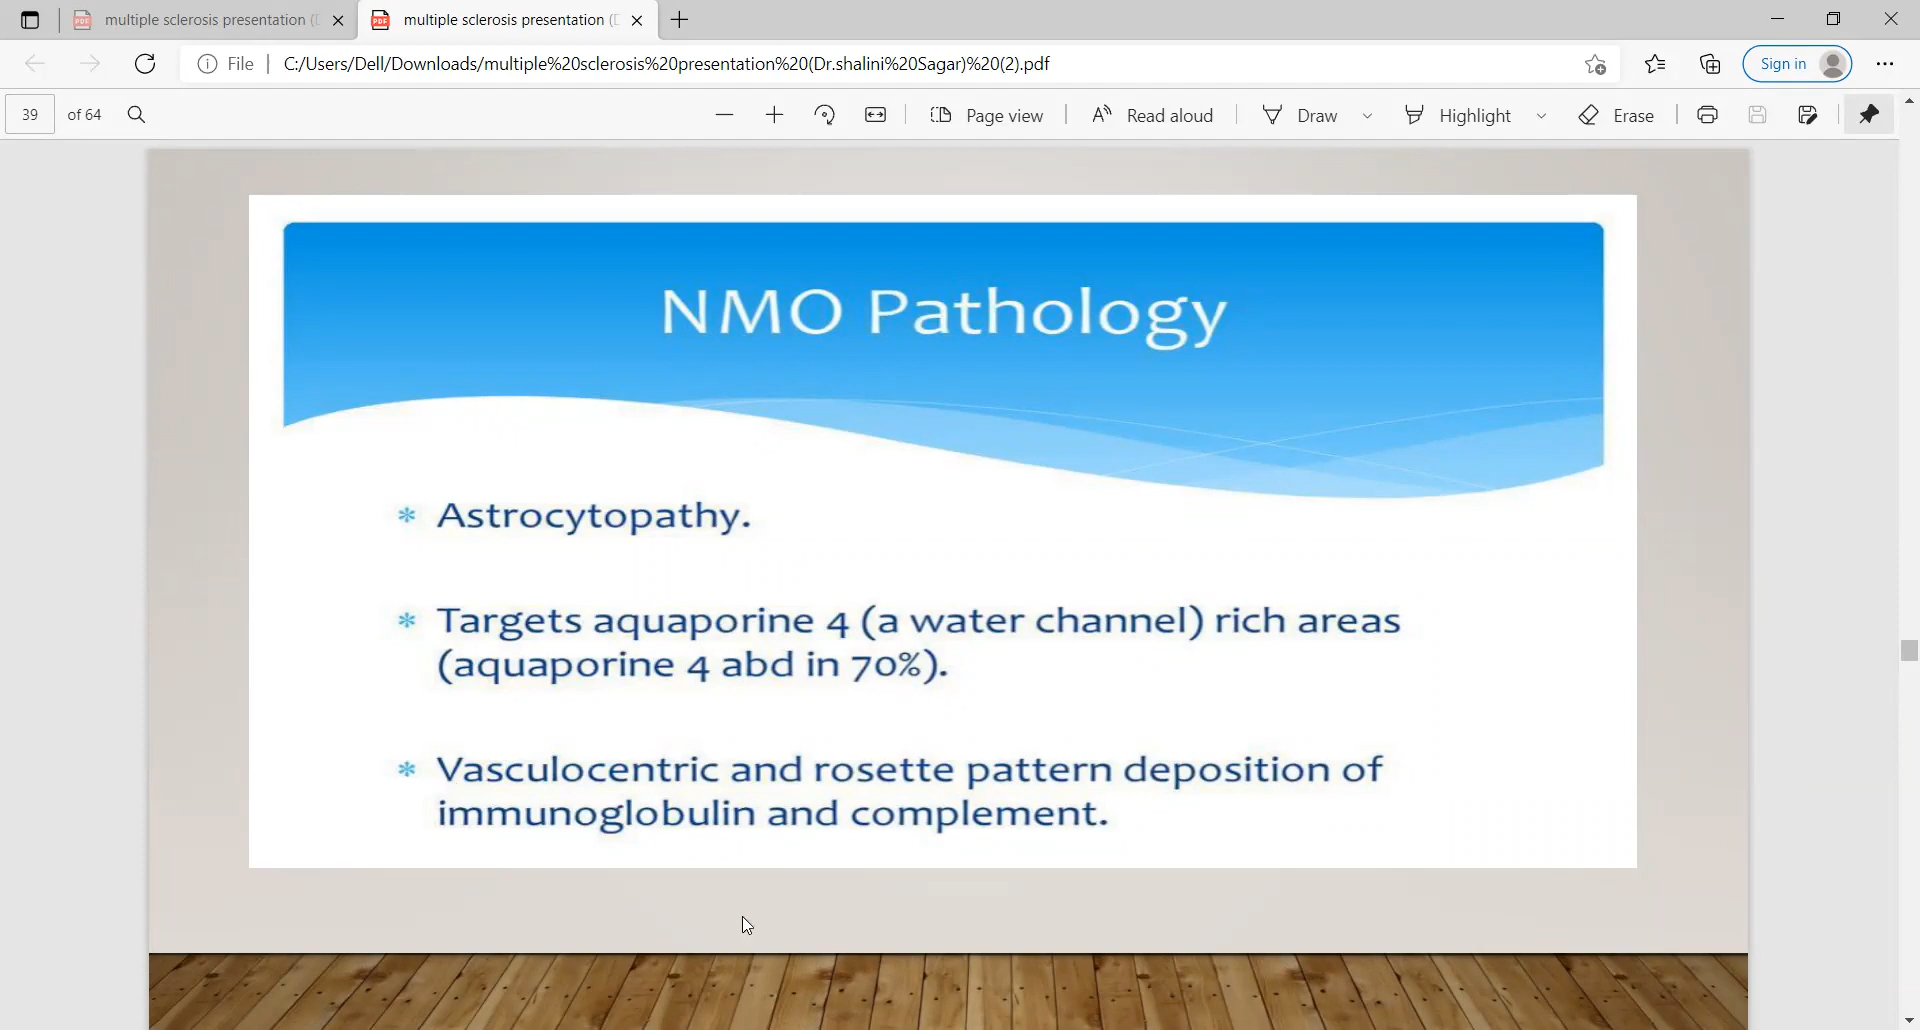 multiple sclerosis presentation (
multiple sclerosis presentation (
File
C:/Users/Dell/Downloads/multiple%20sclerosis%20presentation%20(Dr.shalini%20Sagar)%20(2).pdf
Sign in
39 of 64
Page view
Read aloud
Draw
Highlight
Erase
NMO Pathology
* Astrocytopathy.
* Targets aquaporine 4 (a water channel) rich areas
(aquaporine 4 abd in 70%).
* Vasculocentric and rosette pattern deposition of
immunoglobulin and complement.